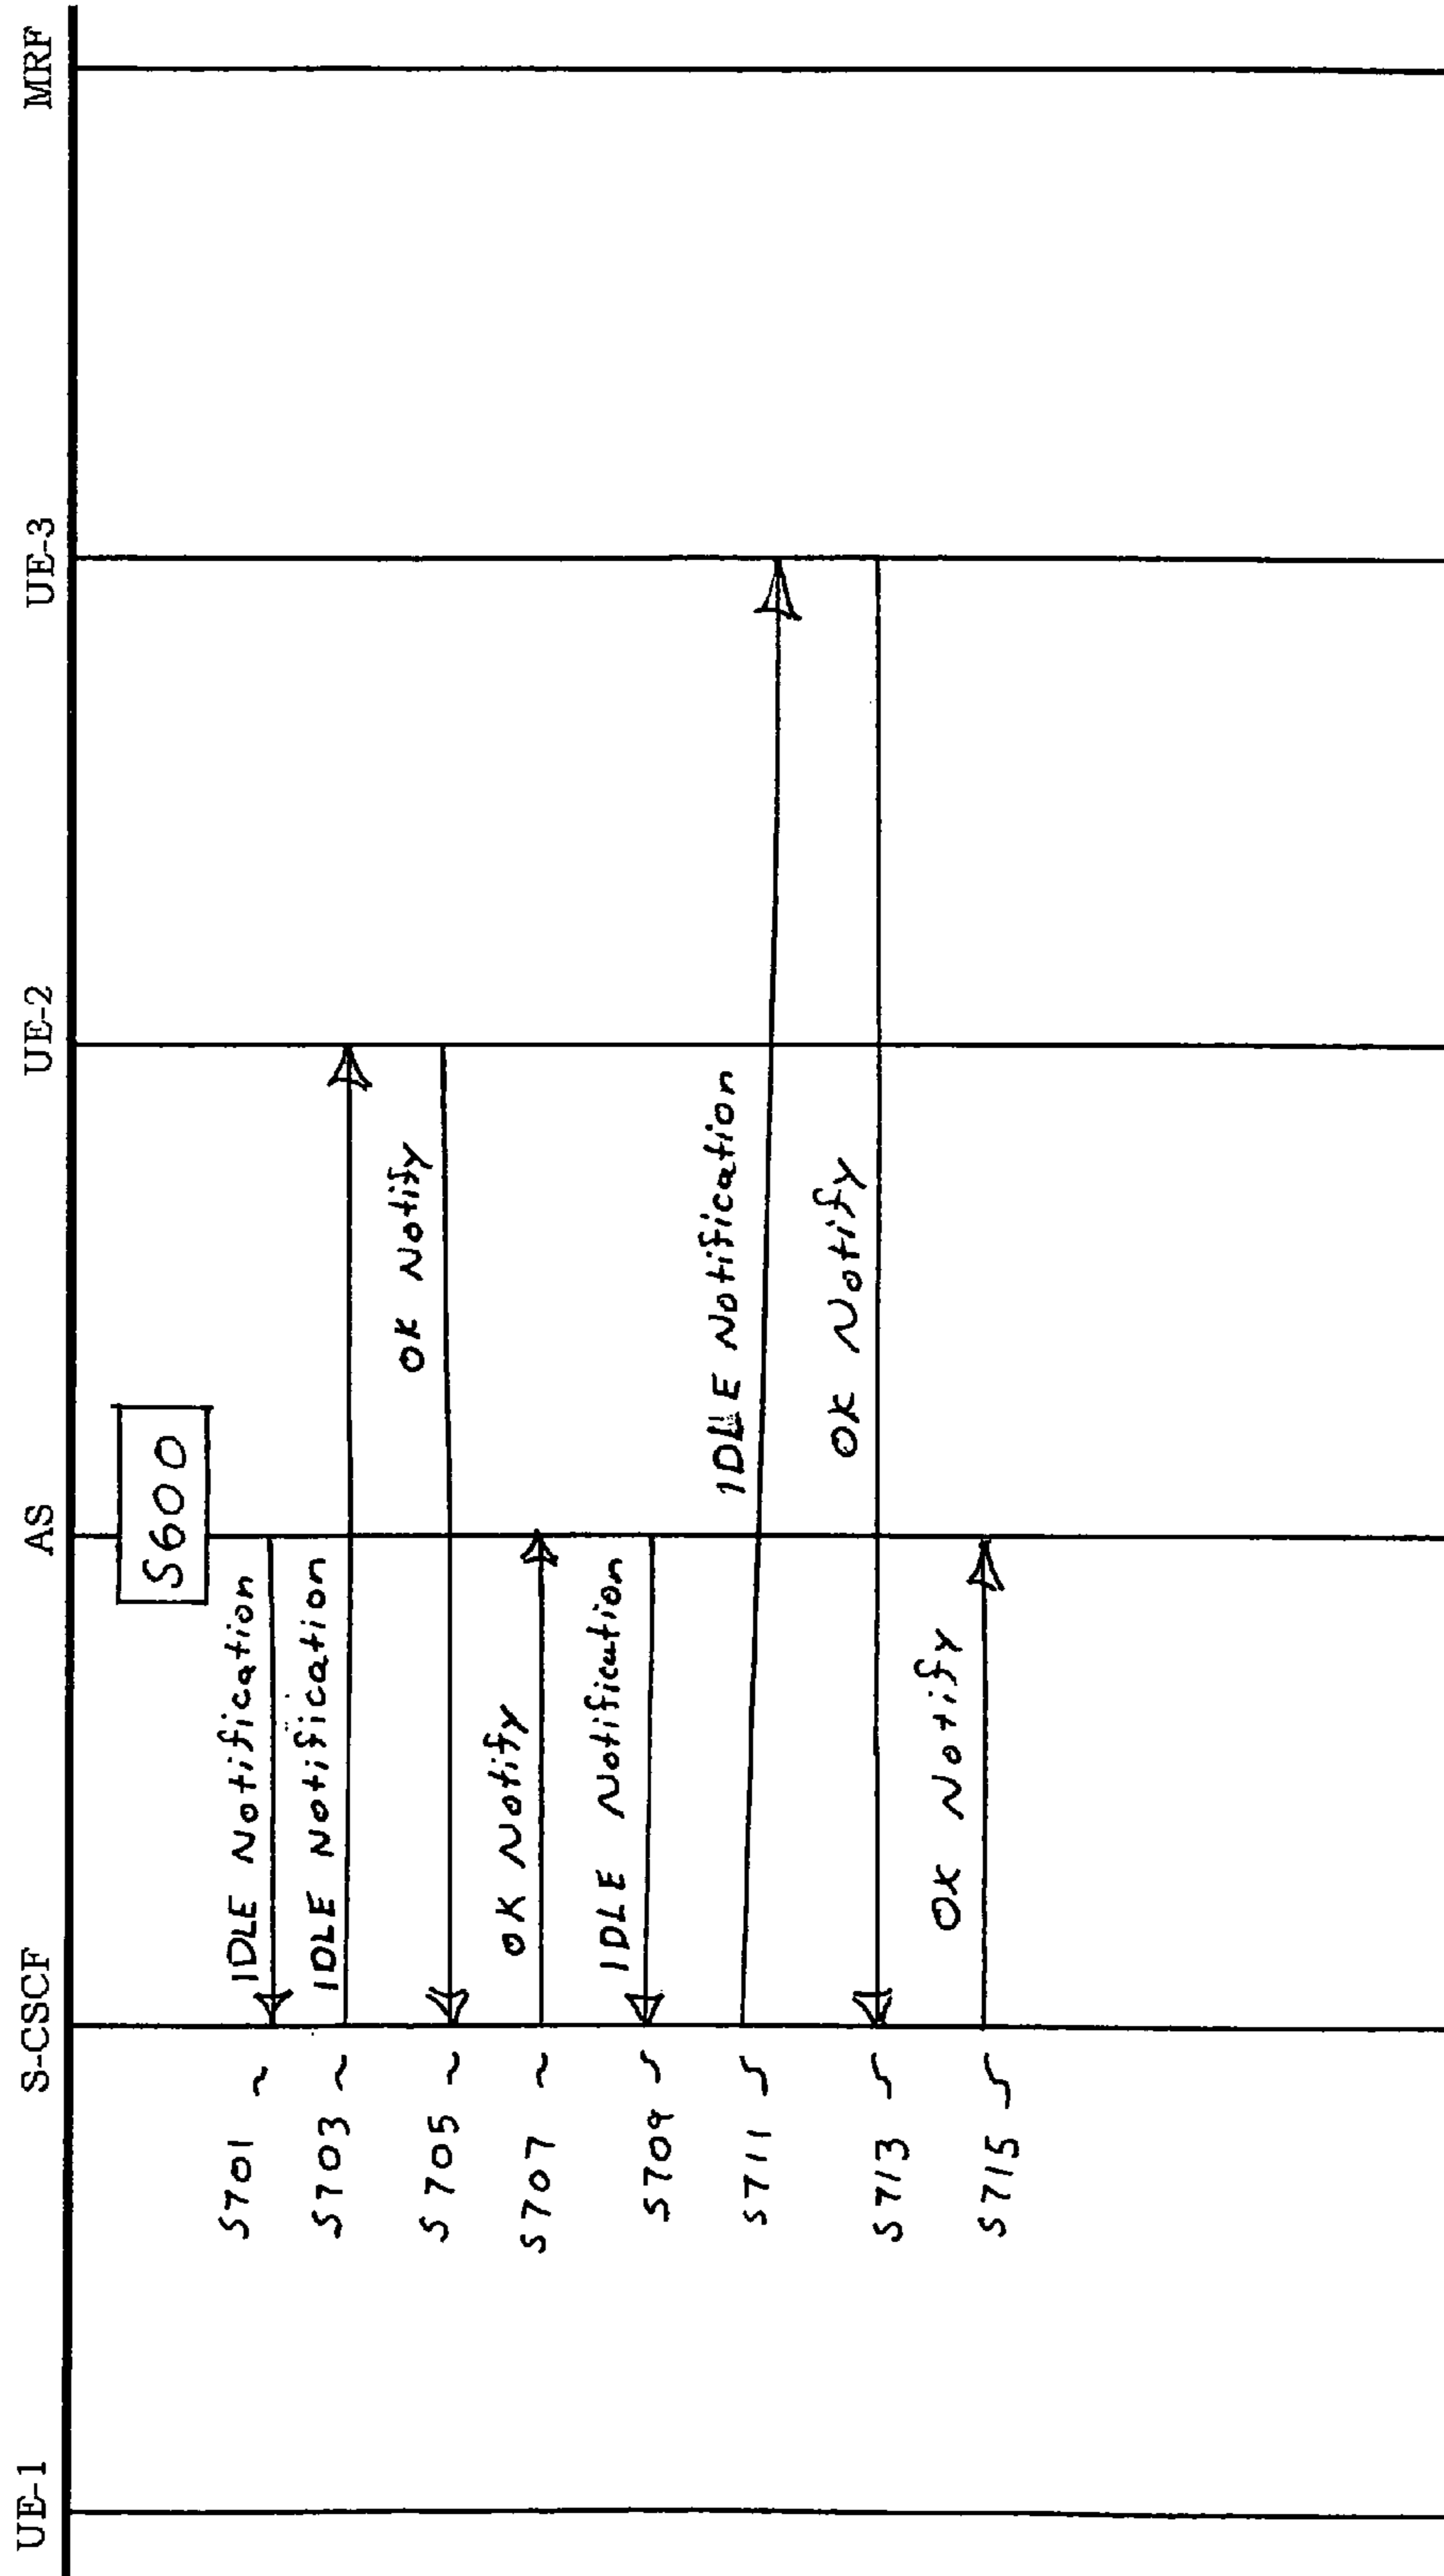 UE-1
S-CSCF
AS
UE-2
UE-3
MRF
S600
S701
IDLE Notification
S703
IDLE Notification
S705
OK Notify
S707
OK Notify
S709
IDLE Notification
S711
IDLE Notification
S713
OK Notify
S715
OK Notify